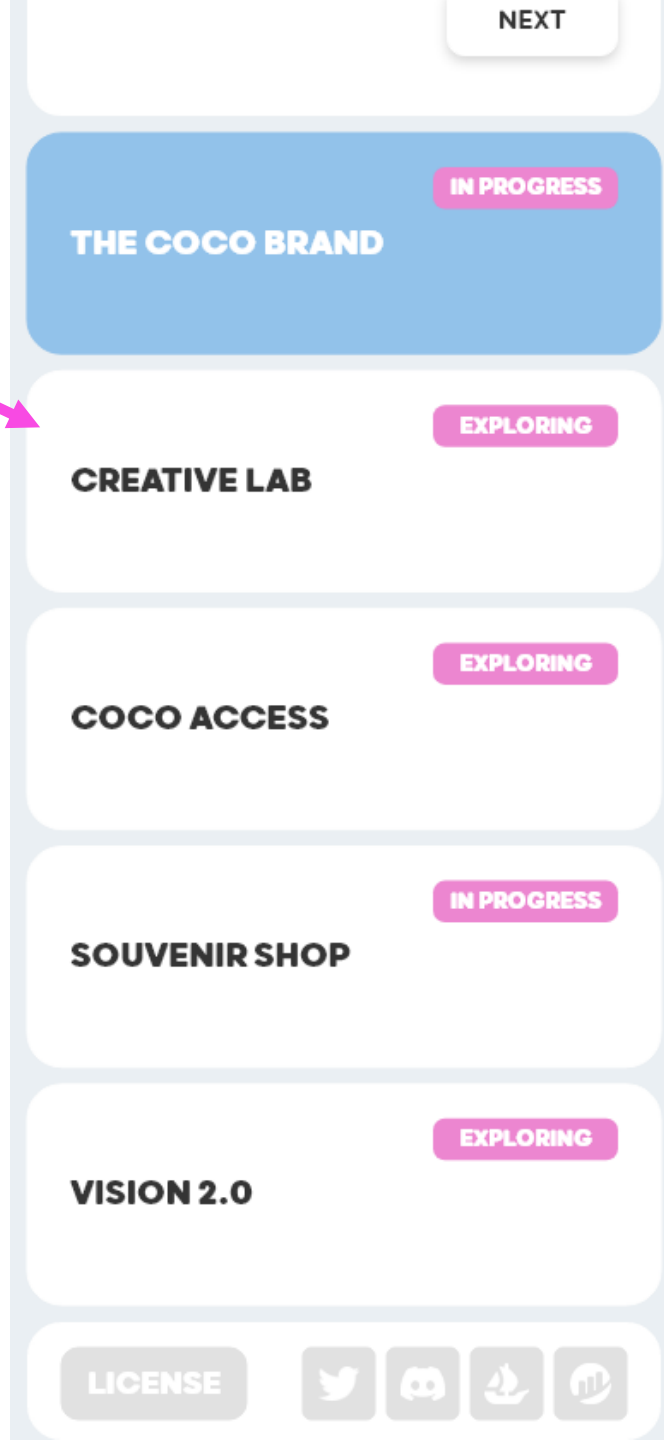 NEXT
IN PROGRESS
THE COCO BRAND
EXPLORING
CREATIVE LAB
EXPLORING
COCO ACCESS
IN PROGRESS
SOUVENIR SHOP
EXPLORING
VISION 2.0
LICENSE